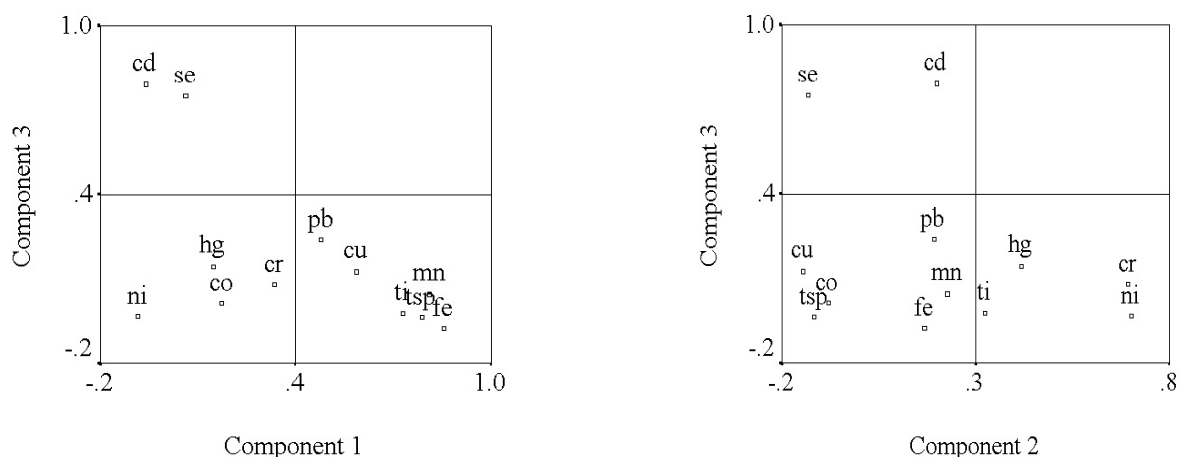 1.0
cd
se
.4
pb
hg
cu
cr
mn
co
ni
ti
tsp
fe
-.2
-.2 .4 1.0
Component 3
Component 1
1.0
cd
se
.4
pb
hg
cu
cr
co
mn
ti
ni
tsp
fe
-.2
-.2 .3 .8
Component 3
Component 2